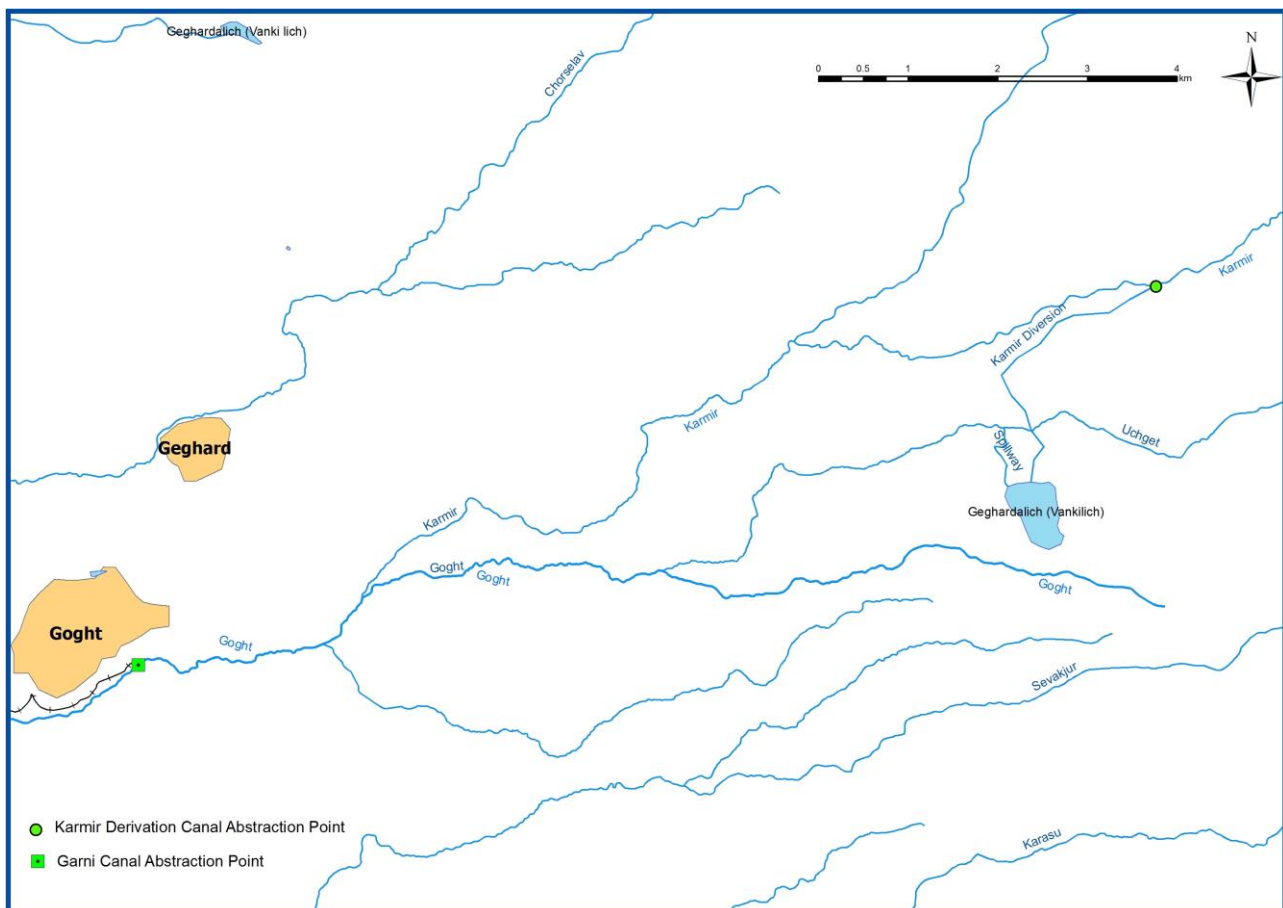 Geghardalich (Vanki lich)
N
0 0.5 1 2 3 4
km
Chorselav
Karmir
Karmir Diversion
Karmir
Uchget
Spillway
Geghard
Geghardalich (Vankilich)
Karmir
Goght
Goght
Goght
Goght
Goght
Sevakjur
Karmir Derivation Canal Abstraction Point
Karasu
Garni Canal Abstraction Point